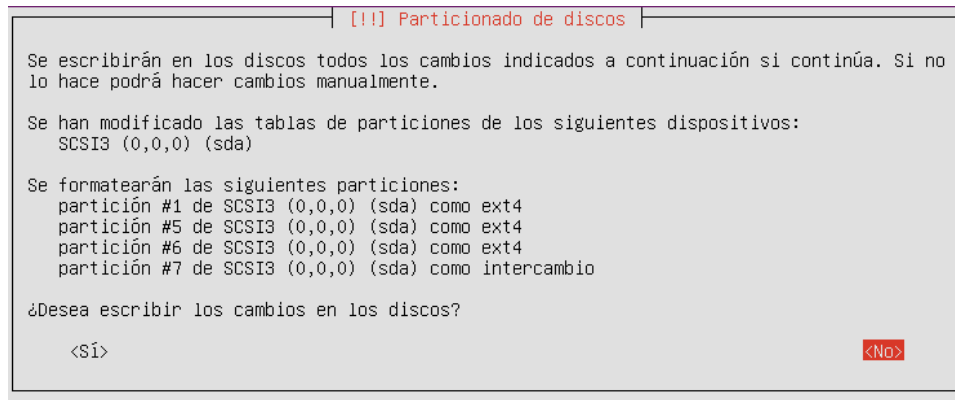 [!!] Particionado de discos
Se escribirán en los discos todos los cambios indicados a continuación si continúa. Si no
lo hace podrá hacer cambios manualmente.
Se han modificado las tablas de particiones de los siguientes dispositivos:
SCSI3 (0,0,0) (sda)
Se formatearán las siguientes particiones:
partición #1 de SCSI3 (0,0,0) (sda) como ext4
partición #5 de SCSI3 (0,0,0) (sda) como ext4
partición #6 de SCSI3 (0,0,0) (sda) como ext4
partición #7 de SCSI3 (0,0,0) (sda) como intercambio
¿Desea escribir los cambios en los discos?
<Sí> <No>